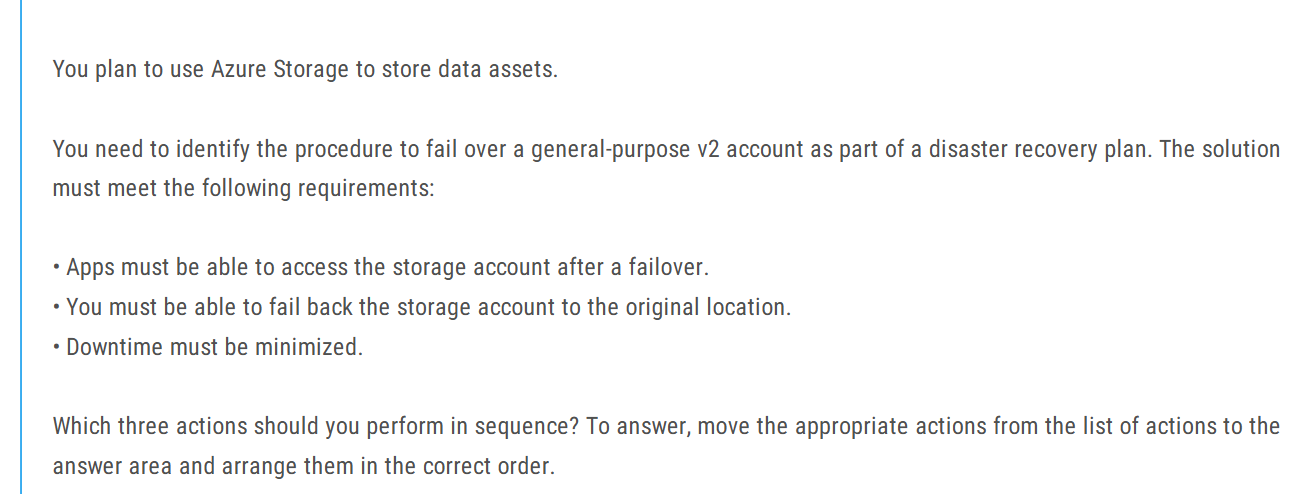 You plan to use Azure Storage to store data assets.
You need to identify the procedure to fail over a general-purpose v2 account as part of a disaster recovery plan. The solution
must meet the following requirements:
• Apps must be able to access the storage account after a failover.
• You must be able to fail back the storage account to the original location.
• Downtime must be minimized.
Which three actions should you perform in sequence? To answer, move the appropriate actions from the list of actions to the
answer area and arrange them in the correct order.